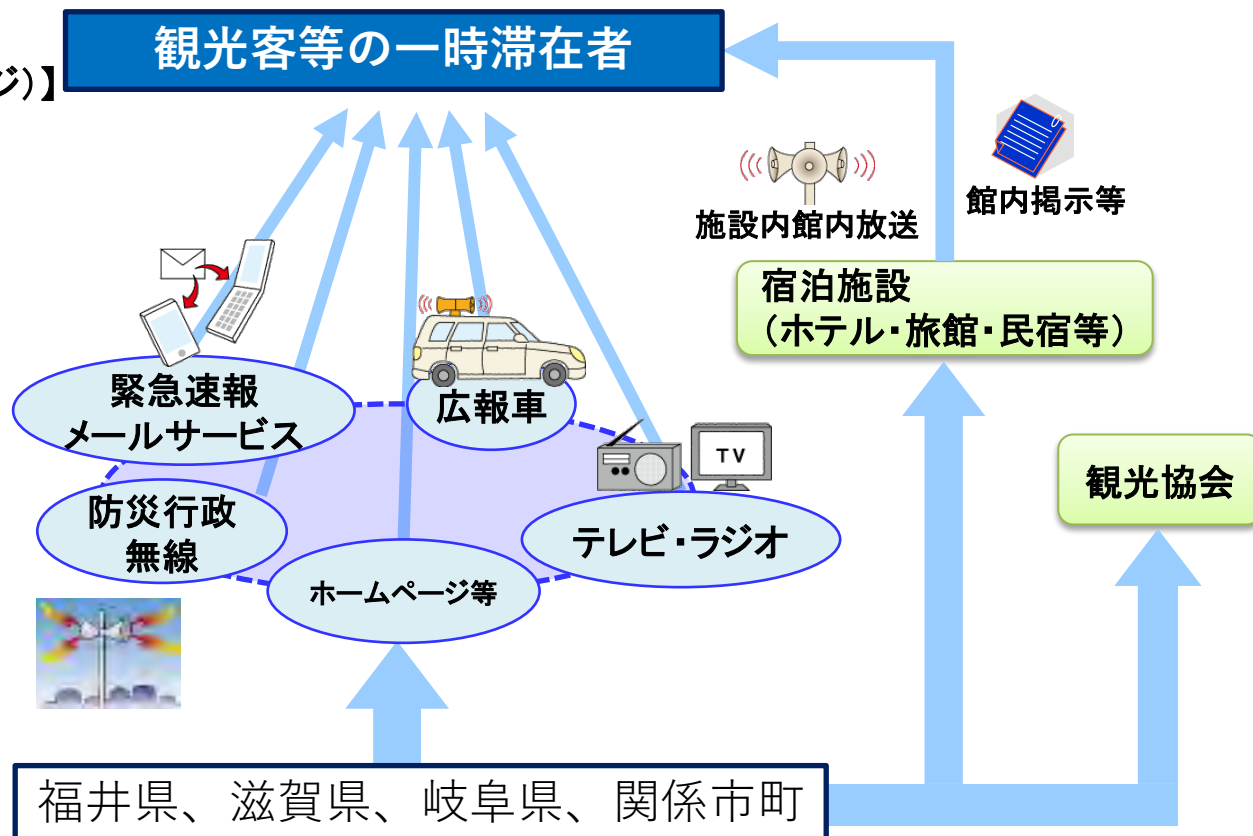 観光客等の一時滞在者
ジ)】
施設内館内放送
館内掲示等
宿泊施設
(ホテル・旅館・民宿等)
緊急速報
メールサービス
広報車
TV
観光協会
防災行政
無線
テレビ・ラジオ
ホームページ等
福井県、滋賀県、岐阜県、関係市町